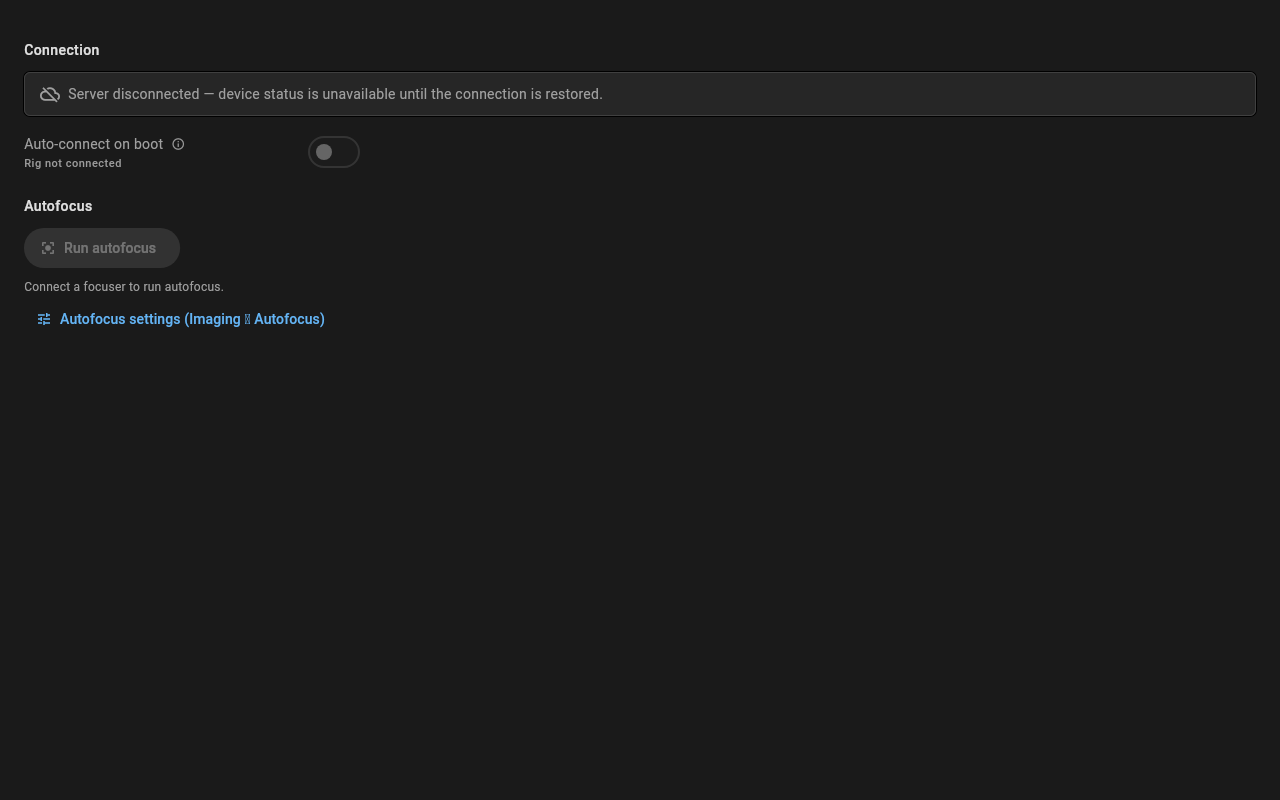 Connection
Server disconnected — device status is unavailable until the connection is restored.
Auto-connect on boot
Rig not connected
Autofocus
Run autofocus
Connect a focuser to run autofocus.
Autofocus settings (Imaging Autofocus)